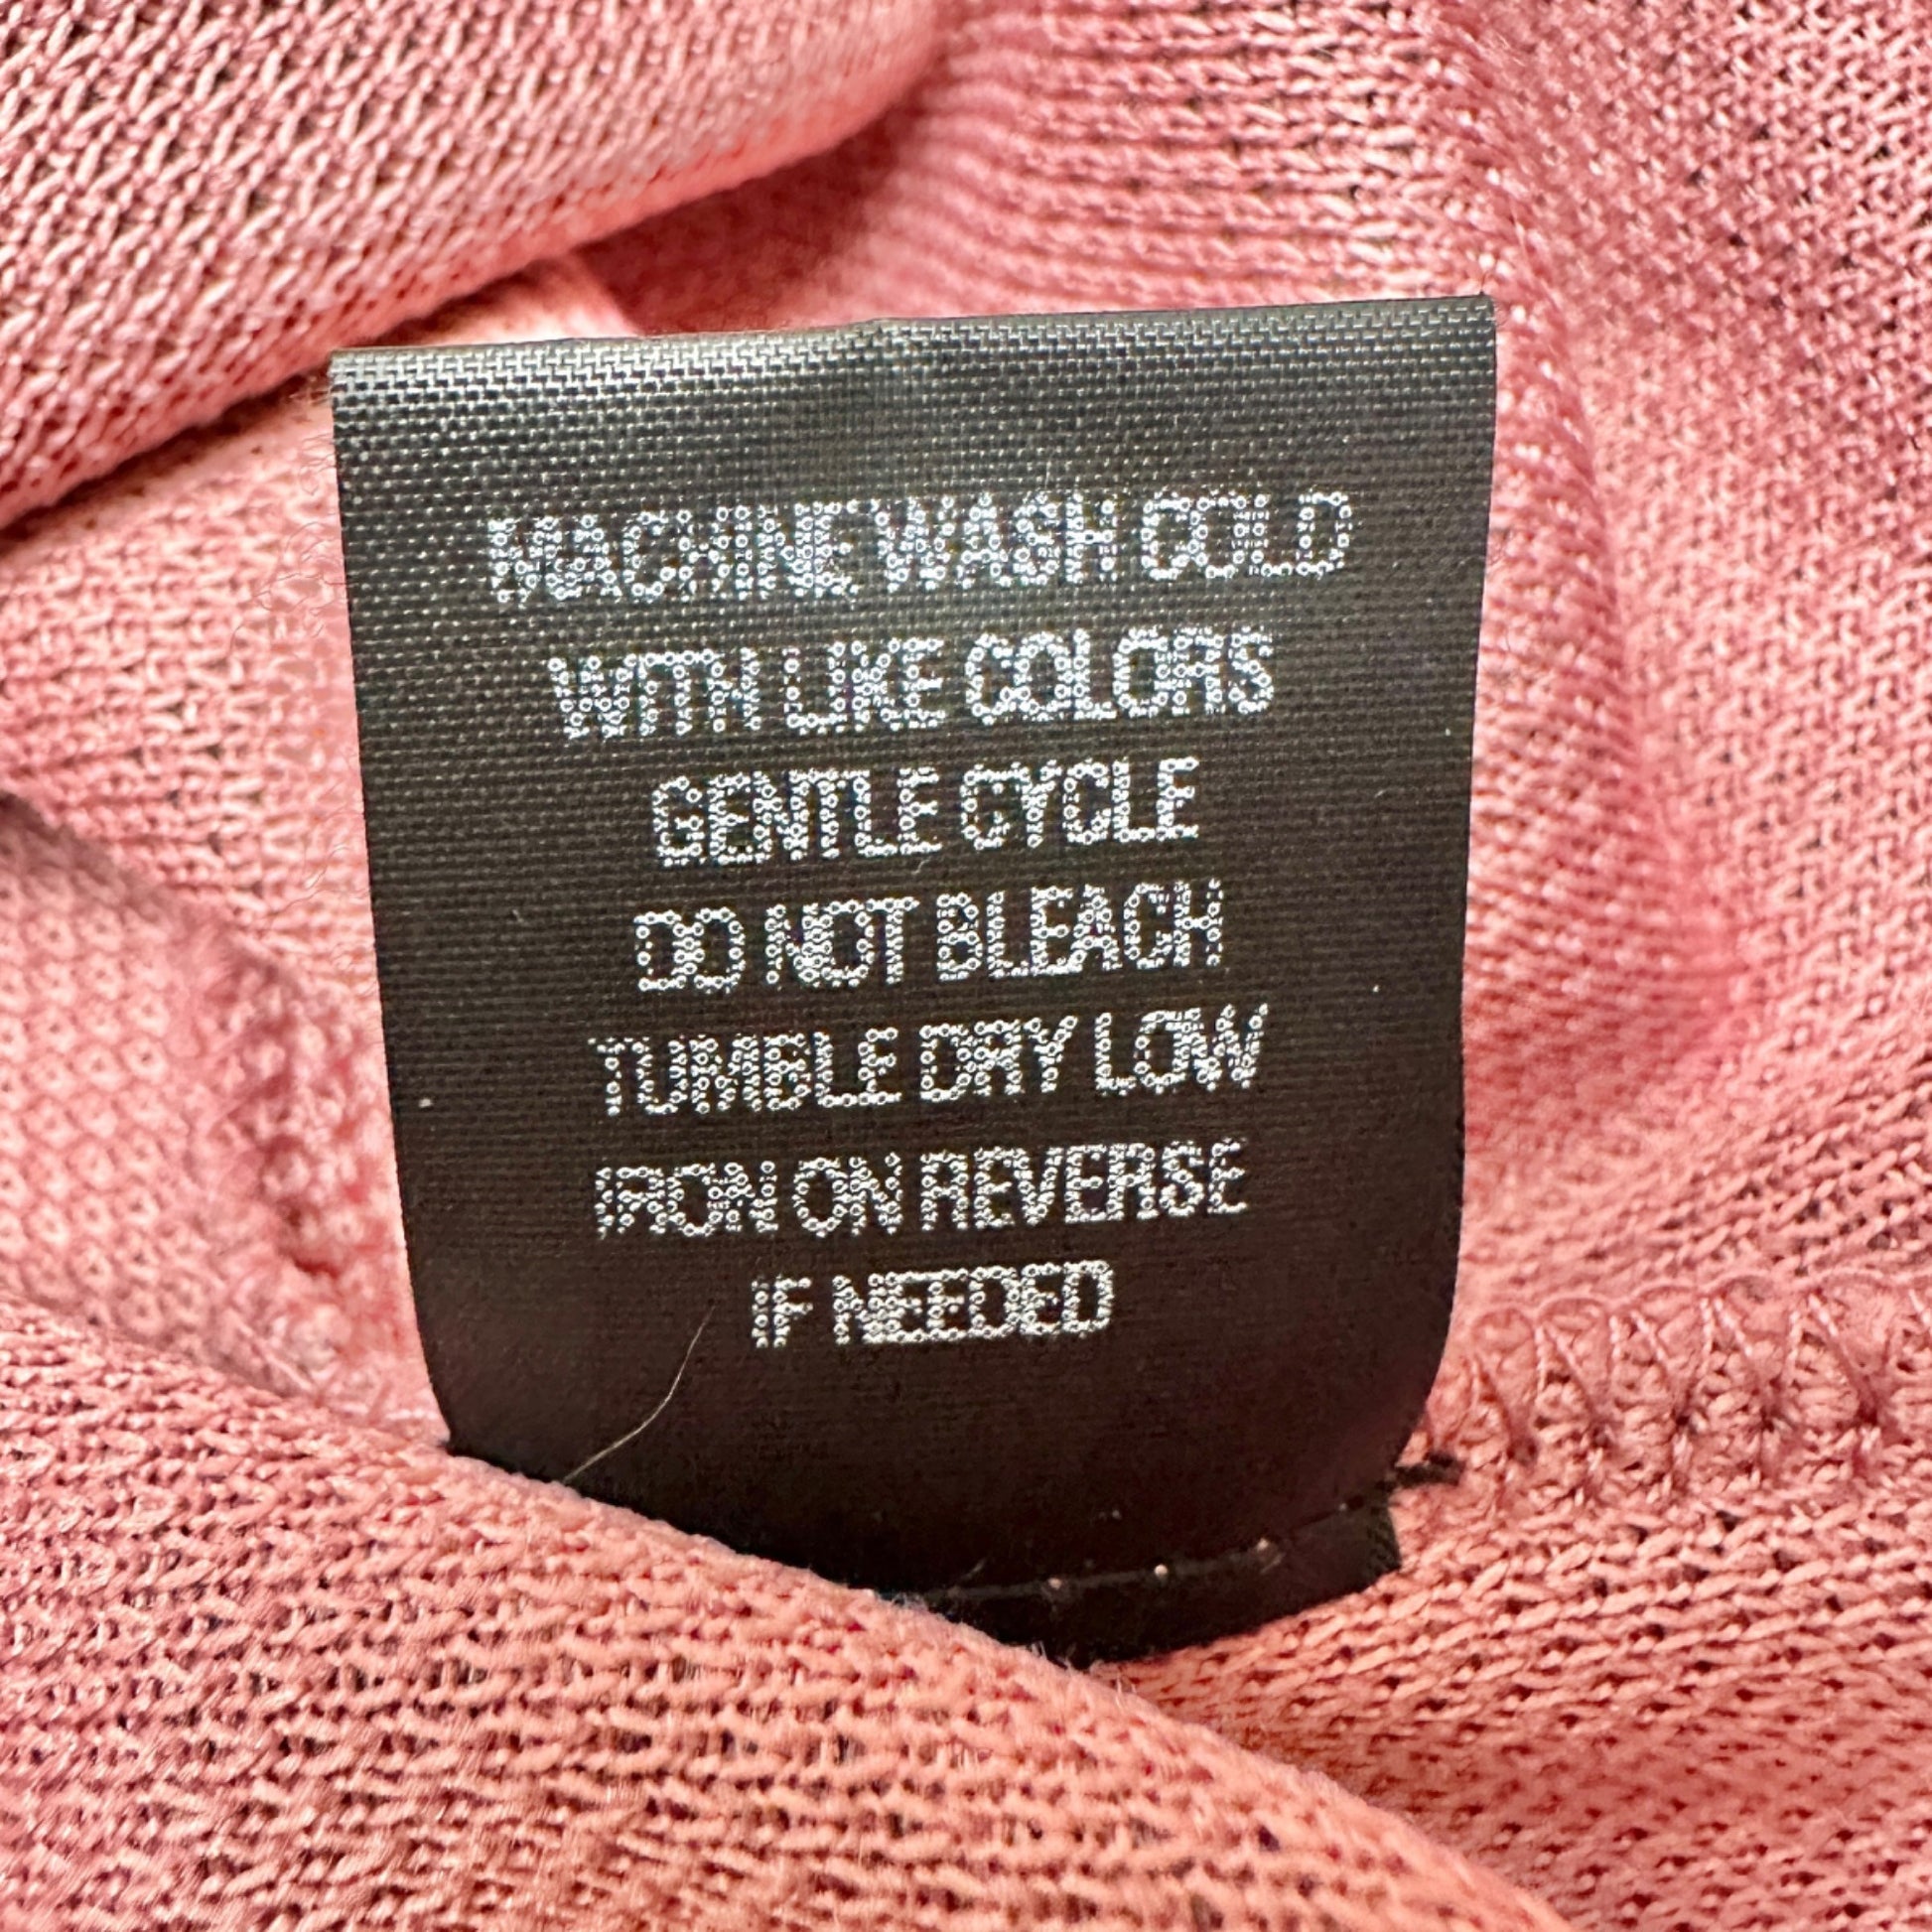 MACHINE WASH COLD
WITH LIKE COLORS
GENTLE CYCLE
DO NOT BLEACH
TUMBLE DRY LOW
IRON ON REVERSE
IF NEEDED